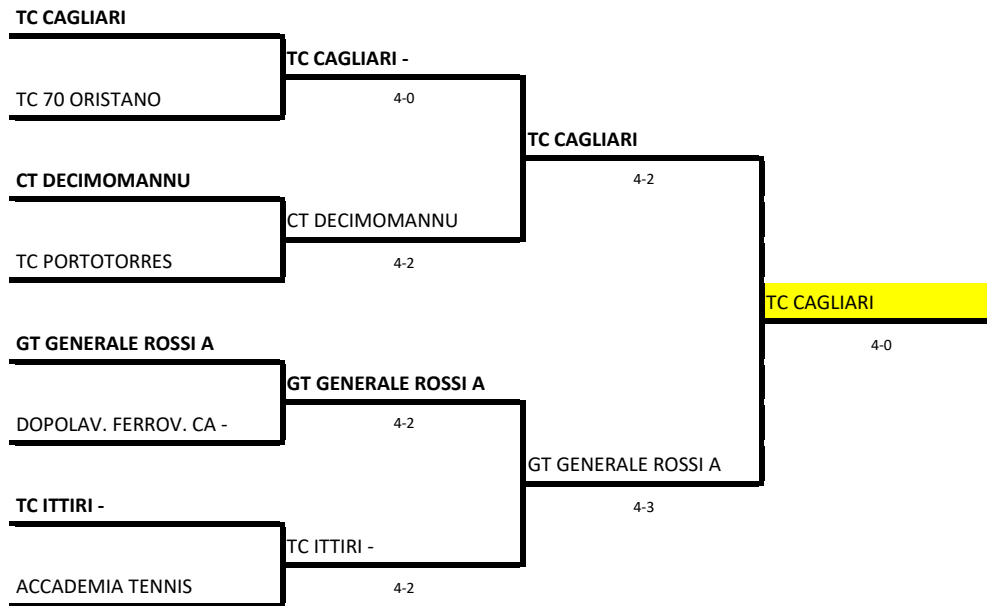 TC CAGLIARI
TC CAGLIARI -
TC 70 ORISTANO
4-0
TC CAGLIARI
CT DECIMOMANNU
4-2
CT DECIMOMANNU
TC PORTOTORRES
4-2
TC CAGLIARI
GT GENERALE ROSSI A
4-0
GT GENERALE ROSSI A
DOPOLAV. FERROV. CA -
4-2
GT GENERALE ROSSI A
TC ITTIRI -
4-3
TC ITTIRI -
ACCADEMIA TENNIS
4-2